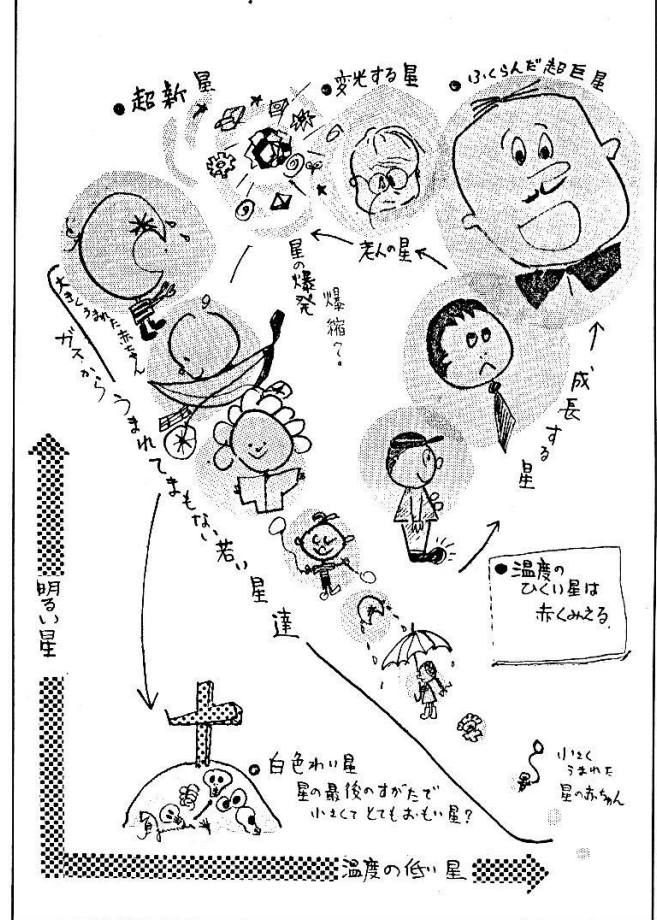 ●超新星
●変光する星
●ふくらんだ超巨星
老人の星
星の爆発
爆縮へ。
大きくうまれた赤ちゃん
ガスからうまれてまもない若い星達
成長する星
●温度の
ひくい星は
赤くみえる
明るい星
●白色わい星
星の最後のすがたで
小さくてとてもおもい星?
小さく
うまれた
星の赤ちゃん
温度の低い星